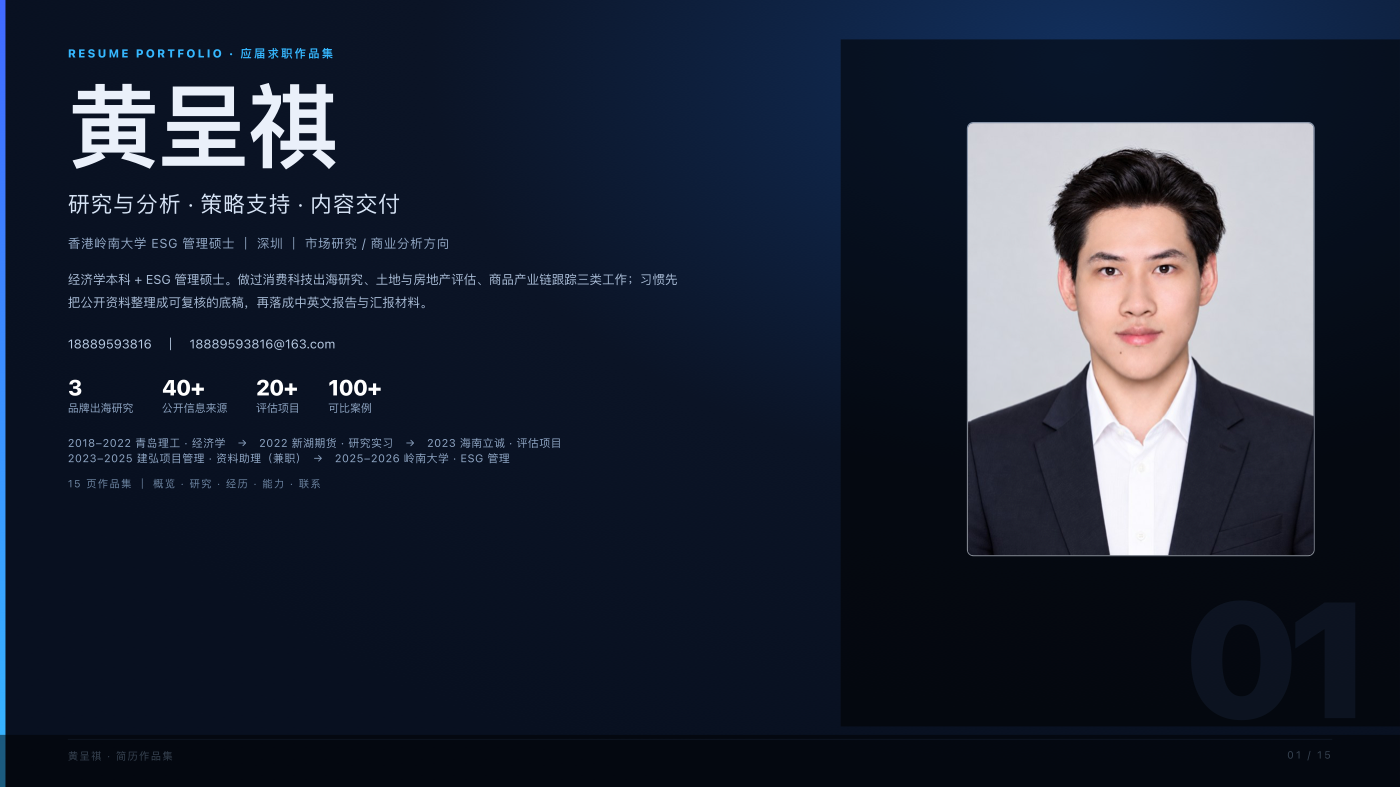 RESUME PORTFOLIO · 应届求职作品集
黄呈祺
研究与分析 · 策略支持 · 内容交付
香港岭南大学 ESG 管理硕士 | 深圳 | 市场研究 / 商业分析方向
经济学本科 + ESG 管理硕士。做过消费科技出海研究、土地与房地产评估、商品产业链跟踪三类工作；习惯先
把公开资料整理成可复核的底稿，再落成中英文报告与汇报材料。
18889593816 | 18889593816@163.com
3 40+ 20+ 100+
品牌出海研究 公开信息来源 评估项目 可比案例
2018–2022 青岛理工 · 经济学 → 2022 新湖期货 · 研究实习 → 2023 海南立诚 · 评估项目
2023–2025 建弘项目管理 · 资料助理（兼职） → 2025–2026 岭南大学 · ESG 管理
15 页作品集 | 概览 · 研究 · 经历 · 能力 · 联系
01
黄呈祺 · 简历作品集
01 / 15